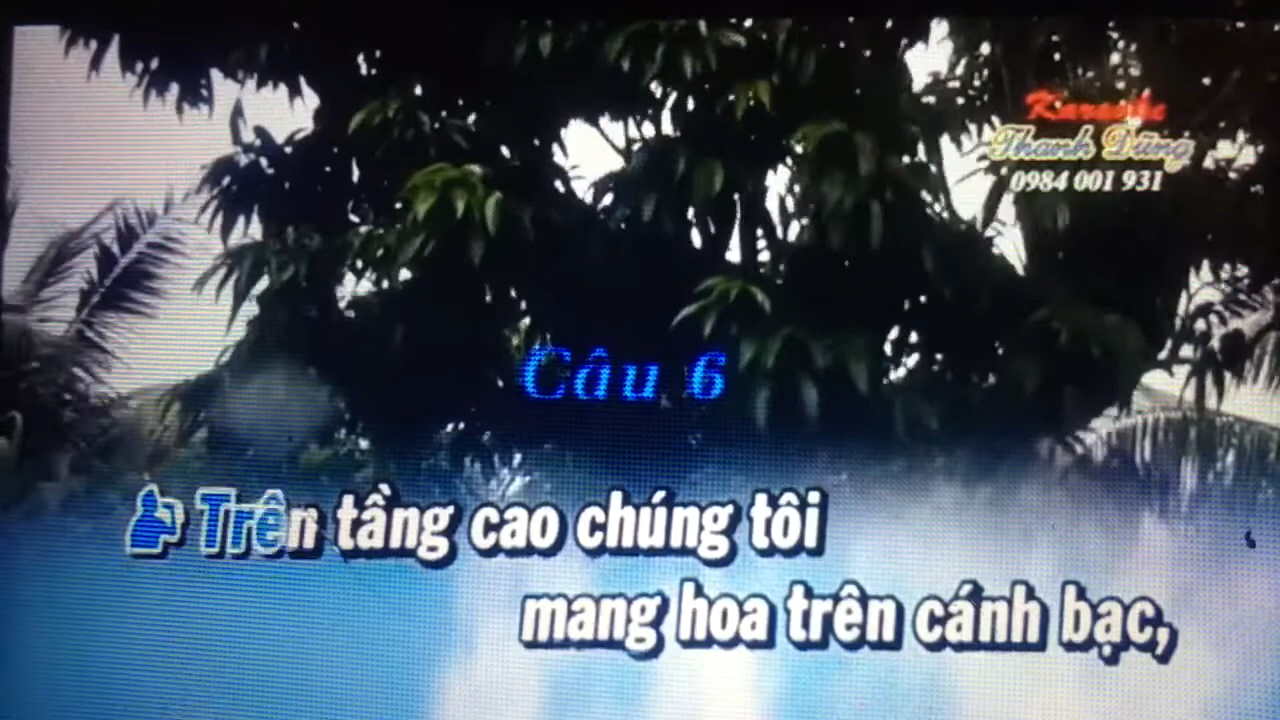 Karaoke
Thanh Dũng
0984 001 931
Câu 6
Trên tầng cao chúng tôi
mang hoa trên cánh bạc,